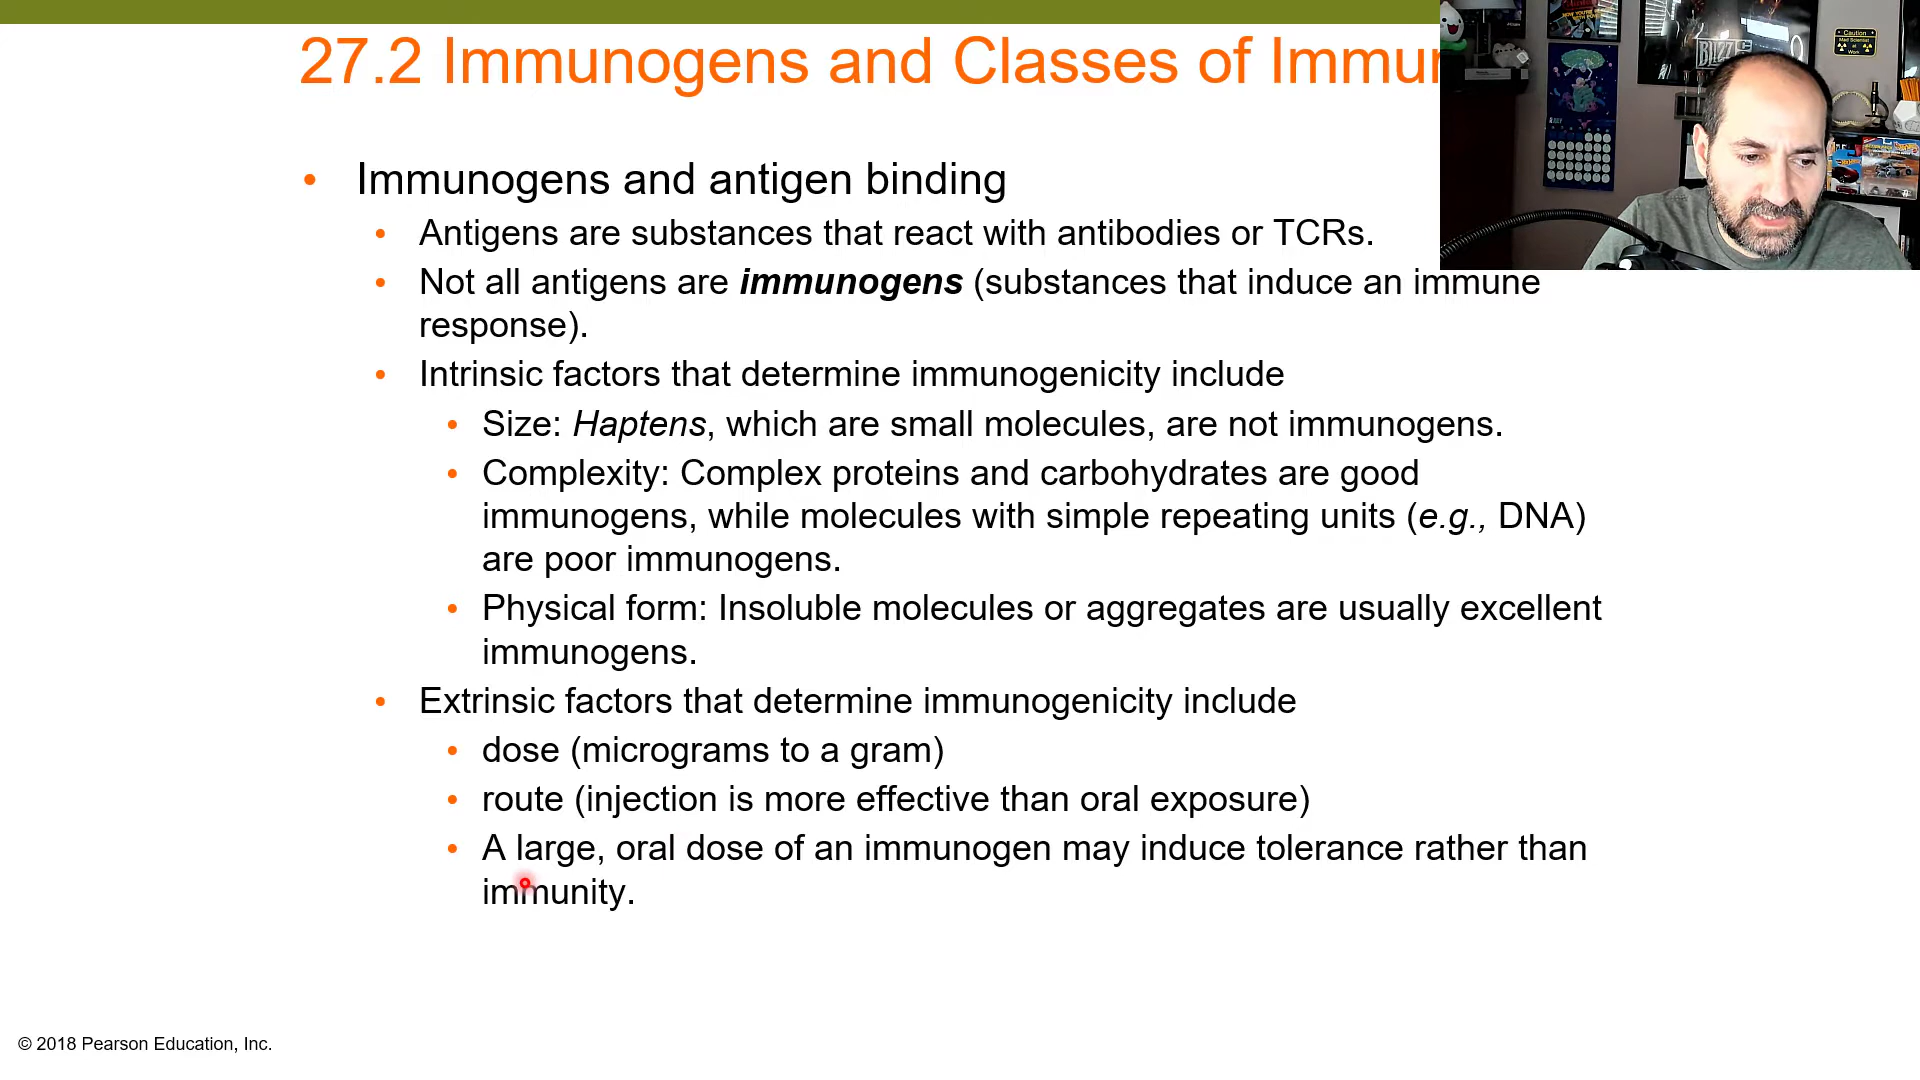 27.2 Immunogens and Classes of
Immunogens and antigen binding
Antigens are substances that react with antibodies or TCRs.
Not all antigens are immunogens (substances that induce an immune
response).
Intrinsic factors that determine immunogenicity include
Size: Haptens, which are small molecules, are not immunogens.
Complexity: Complex proteins and carbohydrates are good
immunogens, while molecules with simple repeating units (e.g., DNA)
are poor immunogens.
Physical form: Insoluble molecules or aggregates are usually excellent
immunogens.
Extrinsic factors that determine immunogenicity include
dose (micrograms to a gram)
route (injection is more effective than oral exposure)
A large, oral dose of an immunogen may induce tolerance rather than
immunity.
© 2018 Pearson Education, Inc.
Caution
Mad Scientist
at
Work